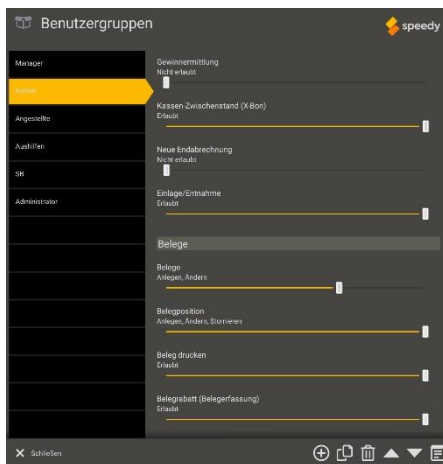 Benutzergruppen
speedy
Manager
Kellner
Angestellte
Aushilfen
SB
Administrator
Gewinnermittlung
Nicht erlaubt
Kassen-Zwischenstand (X-Bon)
Erlaubt
Neue Endabrechnung
Nicht erlaubt
Einlage/Entnahme
Erlaubt
Belege
Belege
Anlegen, Ändern
Belegposition
Anlegen, Ändern, Stornieren
Beleg drucken
Erlaubt
Belegrabatt (Belegerfassung)
Erlaubt
Schließen